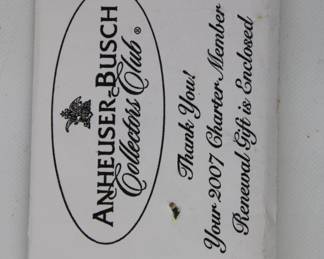 ANHEUSER-BUSCH
Collectors Club ®
Thank You!
Your 2007 Charter Member
Renewal Gift is Enclosed